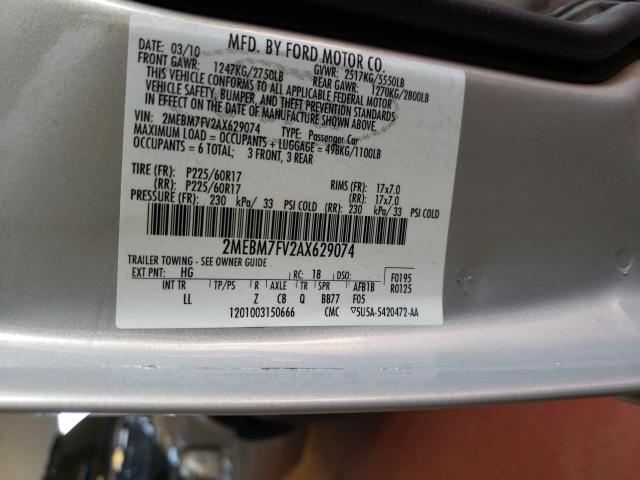 MFD. BY FORD MOTOR CO.
DATE: 03/10 GVWR: 2517KG/5550LB
FRONT GAWR: 1247KG/2750LB REAR GAWR: 1270KG/2800LB
THIS VEHICLE CONFORMS TO ALL APPLICABLE FEDERAL MOTOR
VEHICLE SAFETY, BUMPER, AND THEFT PREVENTION STANDARDS
IN EFFECT ON THE DATE OF MANUFACTURE SHOWN ABOVE.
VIN: 2MEBM7FV2AX629074 TYPE: Passenger Car
MAXIMUM LOAD = OCCUPANTS + LUGGAGE = 498KG/1100LB
OCCUPANTS = 6 TOTAL; 3 FRONT, 3 REAR
TIRE (FR): P225/60R17 RIMS (FR): 17x7.0
(RR): P225/60R17 (RR): 17x7.0
PRESSURE (FR): 230 kPa/ 33 PSI COLD (RR): 230 kPa/ 33 PSI COLD
2MEBM7FV2AX629074
TRAILER TOWING - SEE OWNER GUIDE
EXT PNT: HG RC: 18 DSO: F0195
INT TR TP/PS R AXLE TR SPR AFB1B R0125
LL Z CB Q BB77 F05
1201003150666 CMC ▽5U5A-5420472-AA